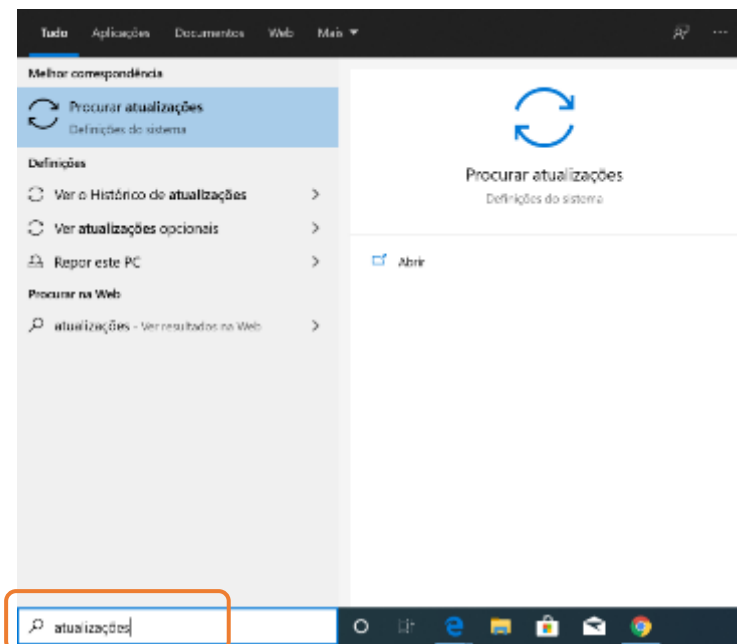 Tudo Aplicações Documentos Web Mais
Melhor correspondência
Procurar atualizações
Definições do sistema
Definições
Ver o Histórico de atualizações
Ver atualizações opcionais
Repor este PC
Procurar na Web
atualizações - Ver resultados na Web
Procurar atualizações
Definições do sistema
Abrir
atualizações